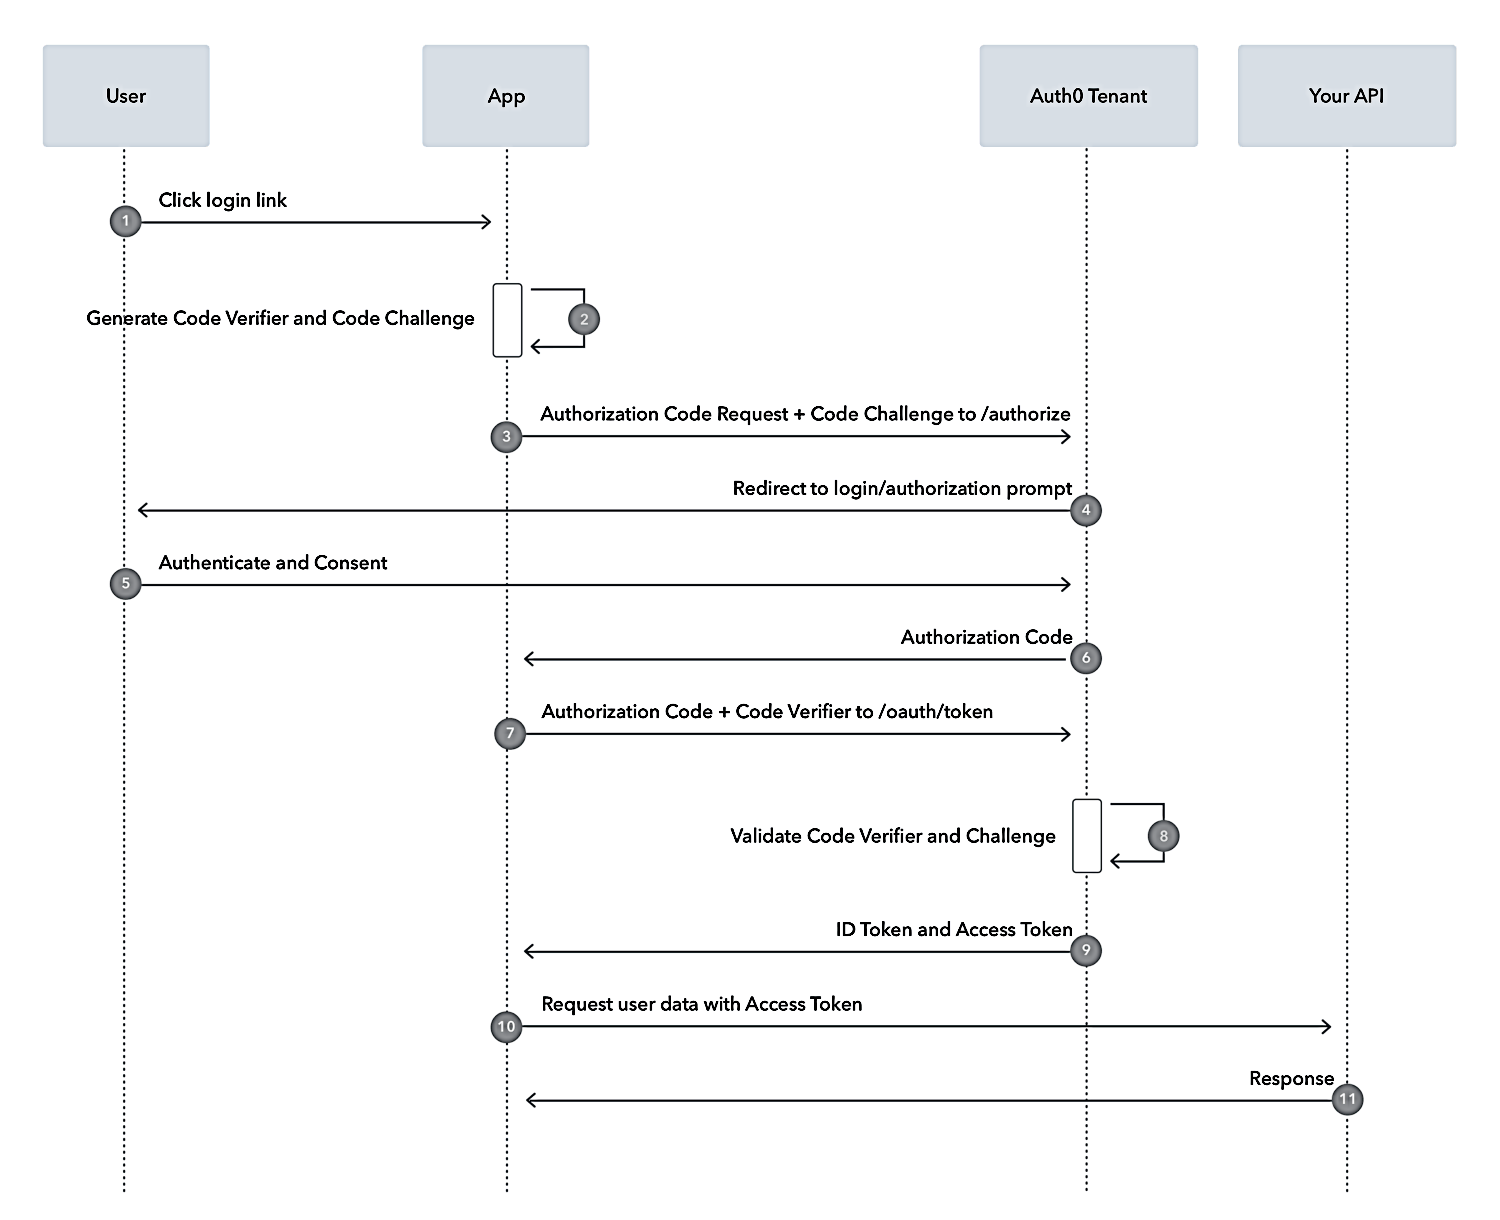 User
App
Auth0 Tenant
Your API
Click login link
1
Generate Code Verifier and Code Challenge
2
Authorization Code Request + Code Challenge to /authorize
3
Redirect to login/authorization prompt
4
Authenticate and Consent
5
Authorization Code
6
Authorization Code + Code Verifier to /oauth/token
7
Validate Code Verifier and Challenge
8
ID Token and Access Token
9
Request user data with Access Token
10
Response
11